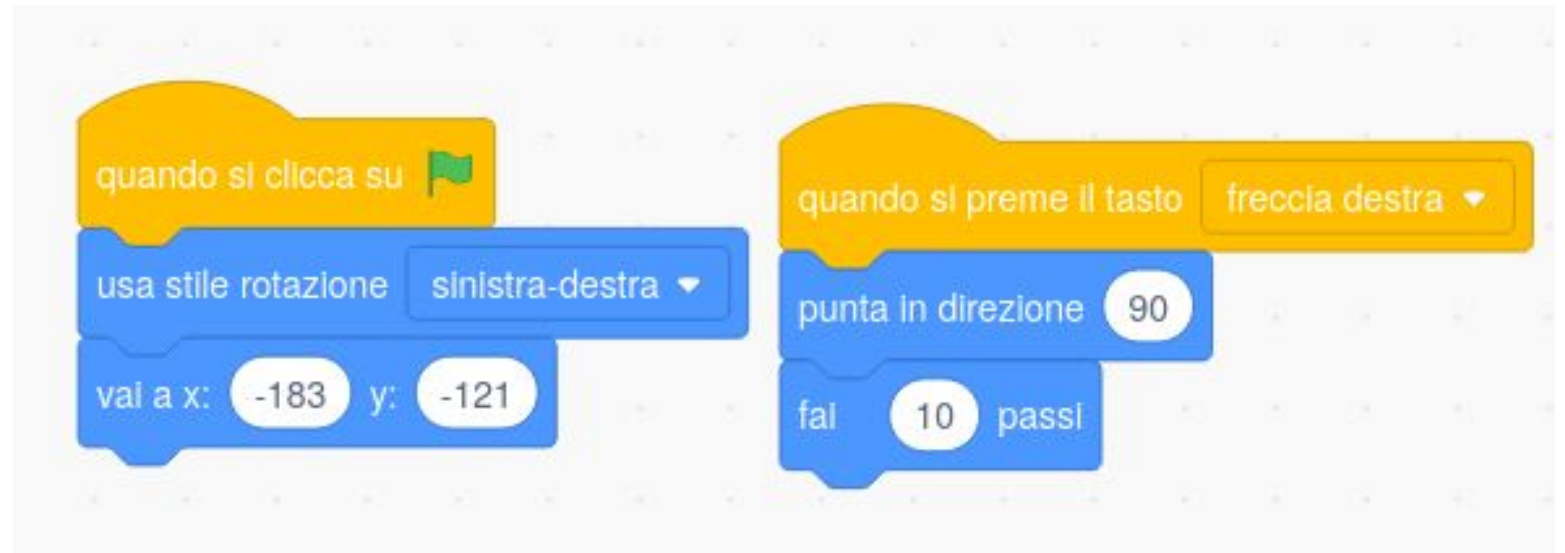 quando si clicca su
usa stile rotazione sinistra-destra
vai a x: -183 y: -121
quando si preme il tasto freccia destra
punta in direzione 90
fai 10 passi